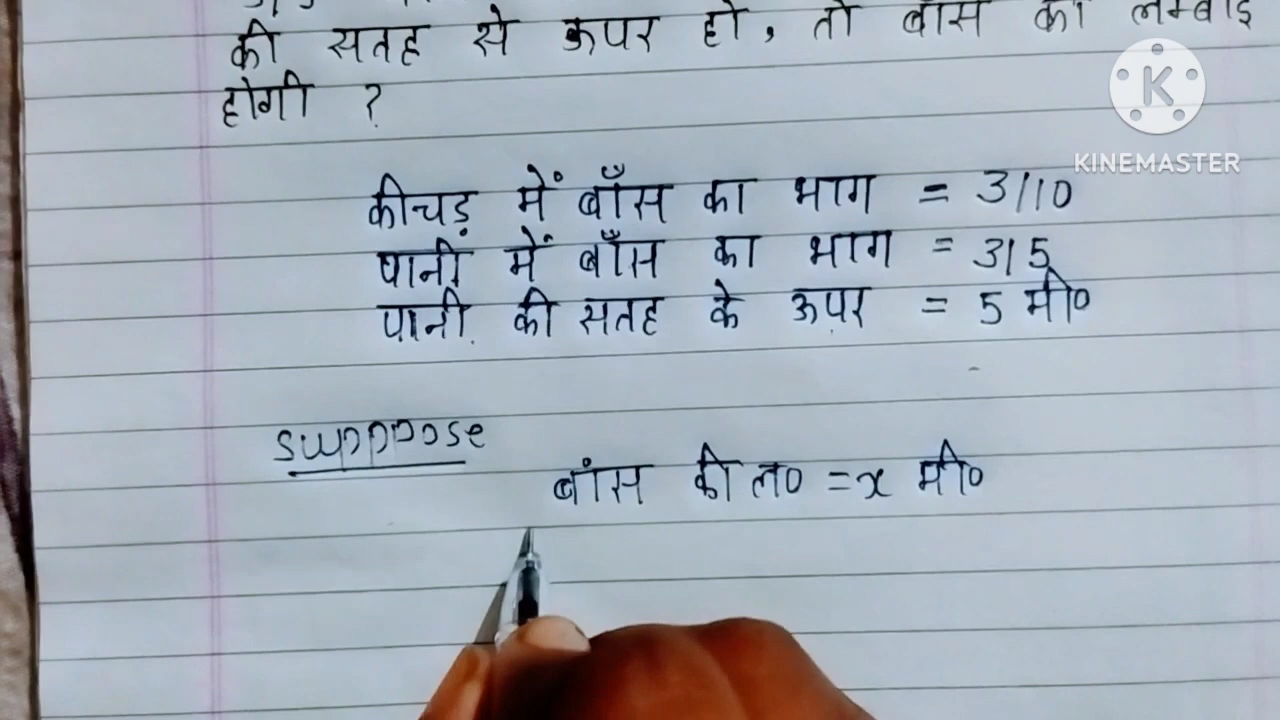 की सतह से ऊपर हो, तो बाँस की लम्बाई
होगी ?
K
KINEMASTER
कीचड़ में बाँस का भाग = 3/10
पानी में बाँस का भाग = 3/5
पानी की सतह के ऊपर = 5 मी०
suppose
बांस की ल० = x मी०